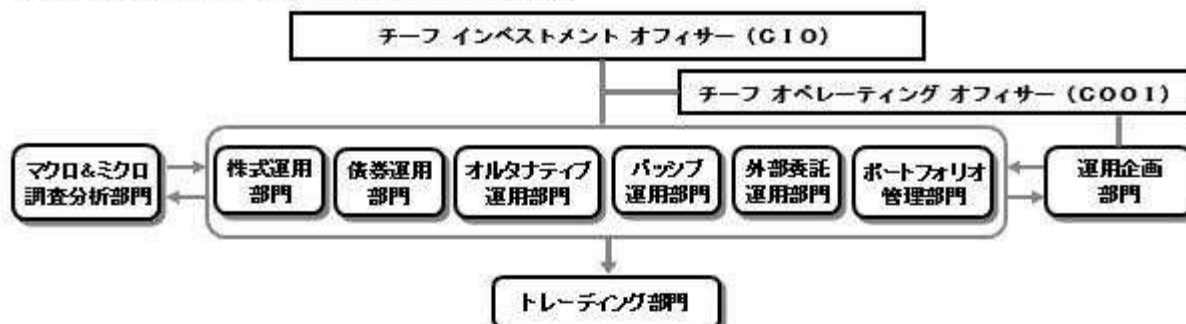 チーフ インベストメント オフィサー（CIO）
チーフ オペレーティング オフィサー（COOI）
マクロ&ミクロ
調査分析部門
株式運用
部門
債券運用
部門
オルタナティブ
運用部門
パッシブ
運用部門
外部委託
運用部門
ポートフォリオ
管理部門
運用企画
部門
トレーディング部門